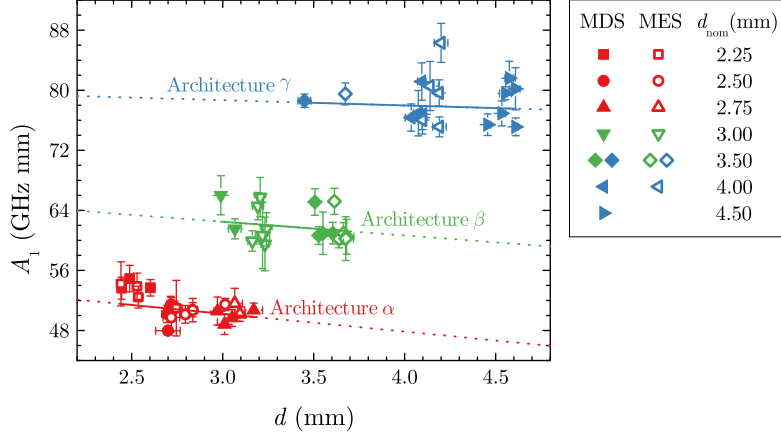 88
80
72
64
56
48
A₁ (GHz mm)
Architecture γ
Architecture β
Architecture α
2.5 3.0 3.5 4.0 4.5
d (mm)
MDS MES dₙₒₘ(mm)
2.25
2.50
2.75
3.00
3.50
4.00
4.50